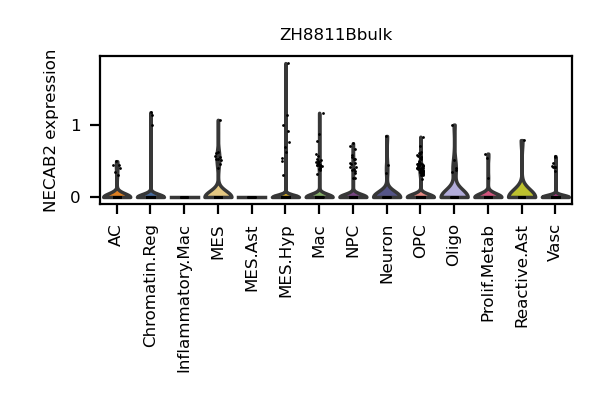 ZH8811Bbulk
NECAB2 expression
1
0
AC
Chromatin.Reg
Inflammatory.Mac
MES
MES.Ast
MES.Hyp
Mac
NPC
Neuron
OPC
Oligo
Prolif.Metab
Reactive.Ast
Vasc